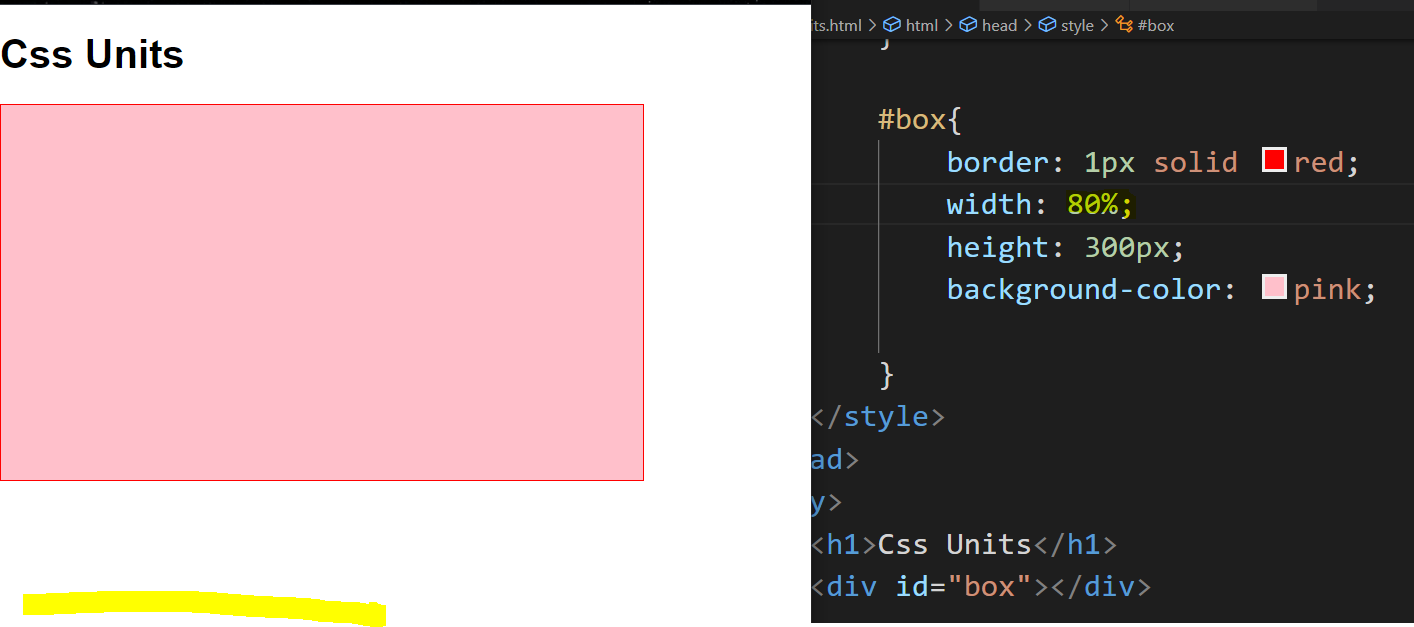 Css Units
its.html > html > head > style > #box
}
#box{
border: 1px solid red;
width: 80%;
height: 300px;
background-color: pink;
}
</style>
ad>
y>
<h1>Css Units</h1>
<div id="box"></div>